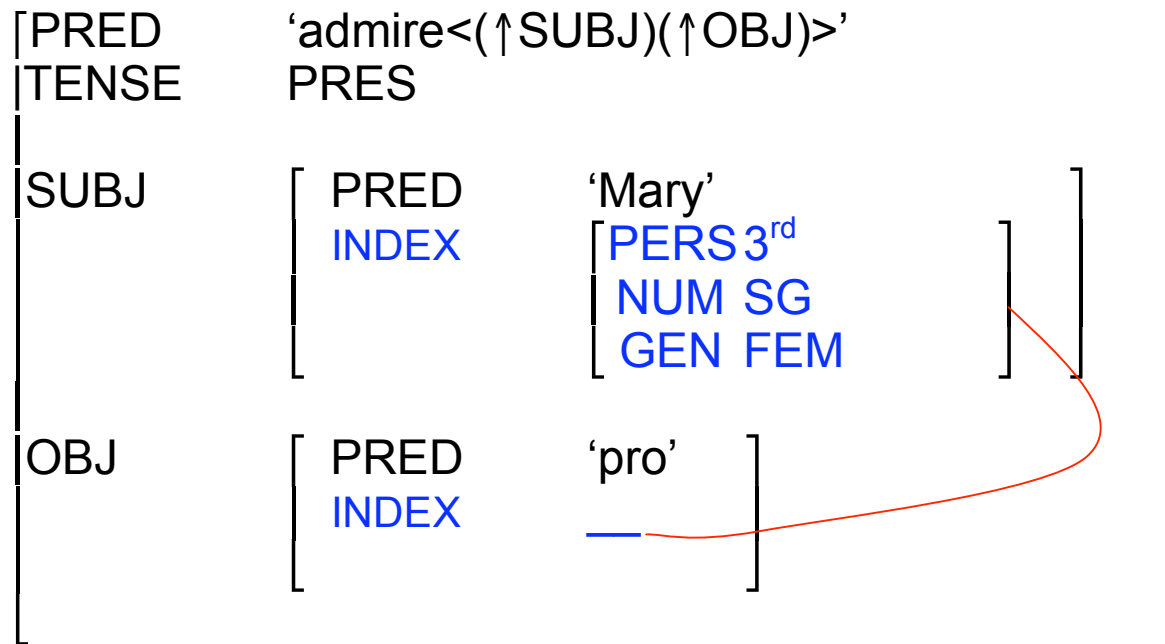 PRED ‘admire<(↑SUBJ)(↑OBJ)>’
TENSE PRES
SUBJ PRED ‘Mary’
INDEX PERS 3rd
NUM SG
GEN FEM
OBJ PRED ‘pro’
INDEX __